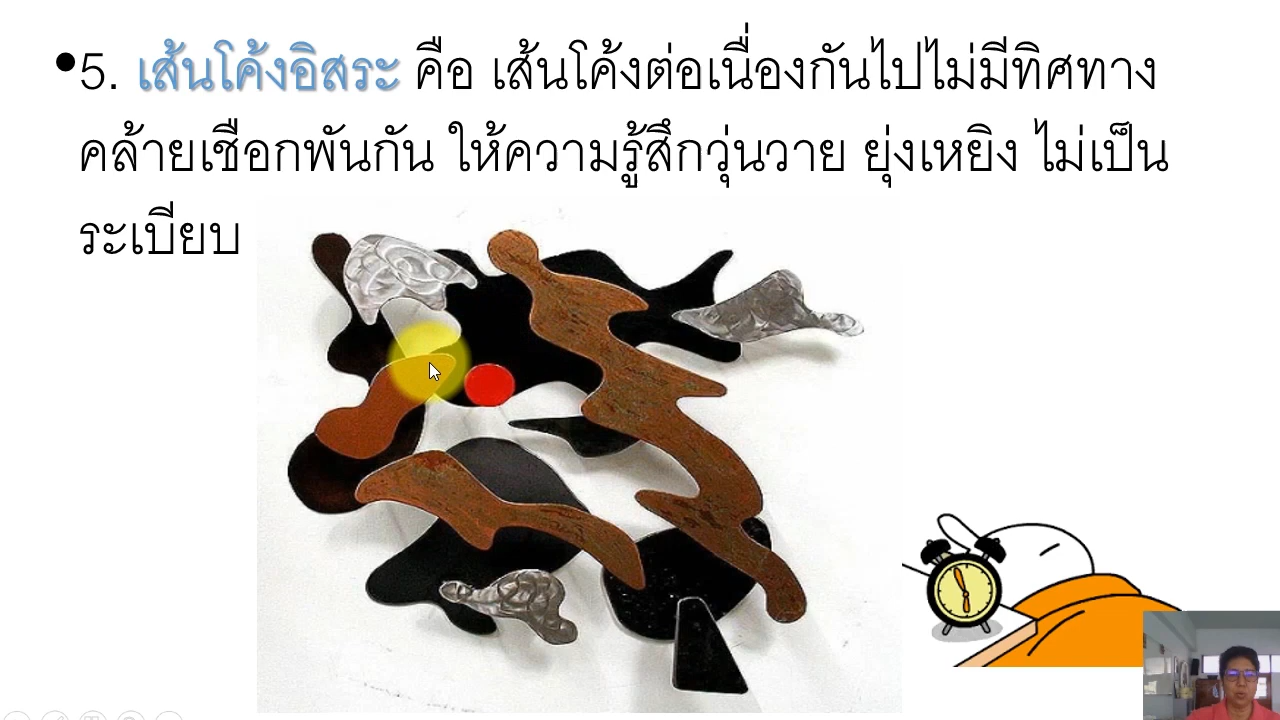 •5. เส้นโค้งอิสระ คือ เส้นโค้งต่อเนื่องกันไปไม่มีทิศทาง
คล้ายเชือกพันกัน ให้ความรู้สึกวุ่นวาย ยุ่งเหยิง ไม่เป็น
ระเบียบ